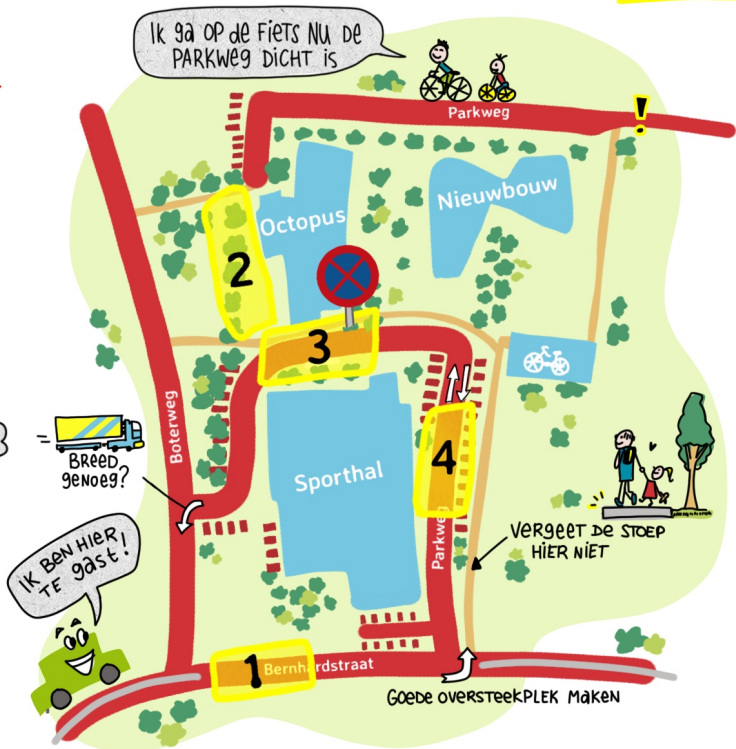 Ik ga OP de FIETS NU DE
PARKWEG DICHT IS
Parkweg
!
Nieuwbouw
Octopus
2
3
Boterweg
BREED
genoeg?
4
Sporthal
Parkweg
VERGEET DE STOEP
HIER NIET
IK BEN HIER
TE gast!
1
Bernhardstraat
GOEDE OVERSTEEKPLEK MAKEN